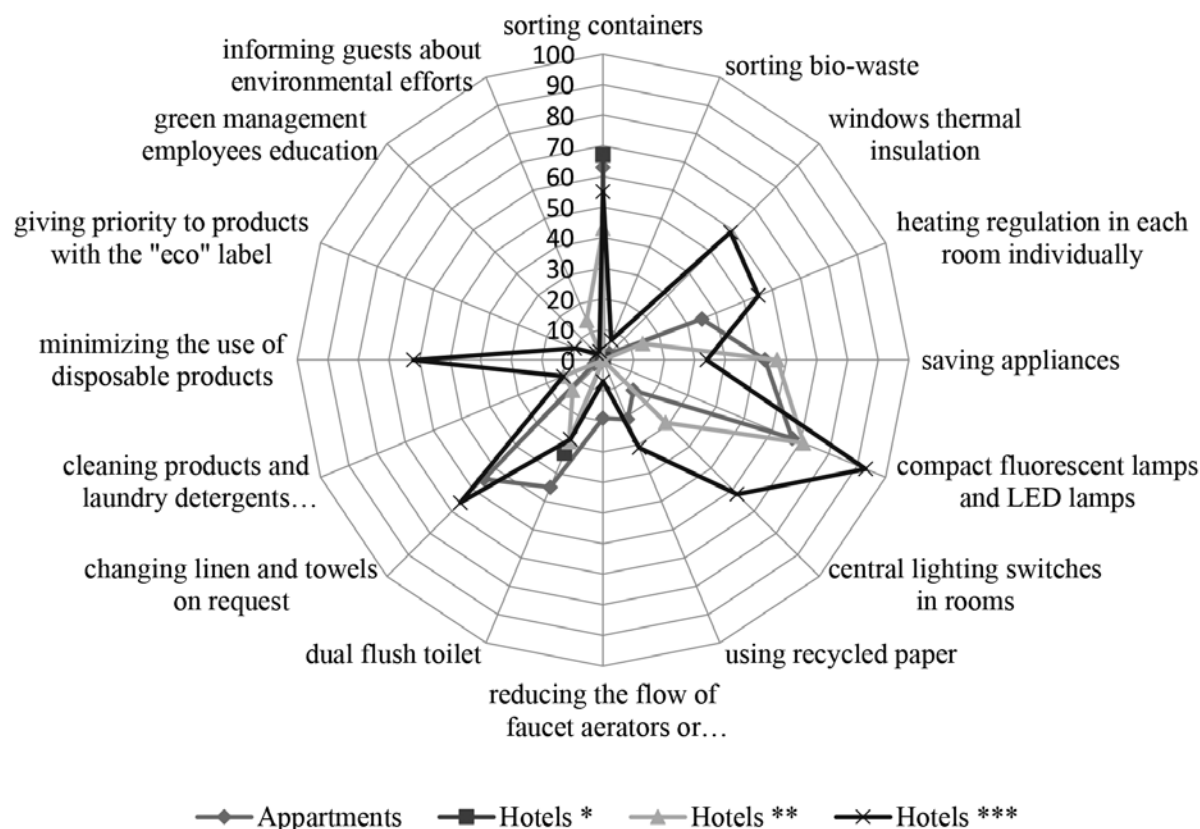 sorting containers
informing guests about
environmental efforts
sorting bio-waste
green management
employees education
windows thermal
insulation
giving priority to products
with the "eco" label
heating regulation in each
room individually
minimizing the use of
disposable products
saving appliances
cleaning products and
laundry detergents…
compact fluorescent lamps
and LED lamps
changing linen and towels
on request
central lighting switches
in rooms
dual flush toilet
using recycled paper
reducing the flow of
faucet aerators or…
100
90
80
70
60
50
40
30
20
10
0
Appartments
Hotels *
Hotels **
Hotels ***